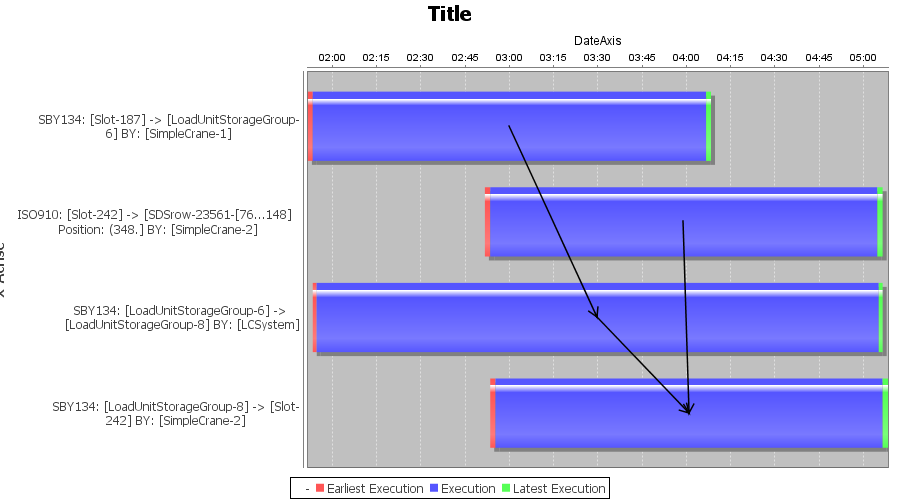 Title
DateAxis
02:00 02:15 02:30 02:45 03:00 03:15 03:30 03:45 04:00 04:15 04:30 04:45 05:00
SBY134: [Slot-187] -> [LoadUnitStorageGroup-
6] BY: [SimpleCrane-1]
ISO910: [Slot-242] -> [SDSrow-23561-[76...148]
Position: (348.] BY: [SimpleCrane-2]
SBY134: [LoadUnitStorageGroup-6] ->
[LoadUnitStorageGroup-8] BY: [LCSystem]
SBY134: [LoadUnitStorageGroup-8] -> [Slot-
242] BY: [SimpleCrane-2]
- Earliest Execution Execution Latest Execution